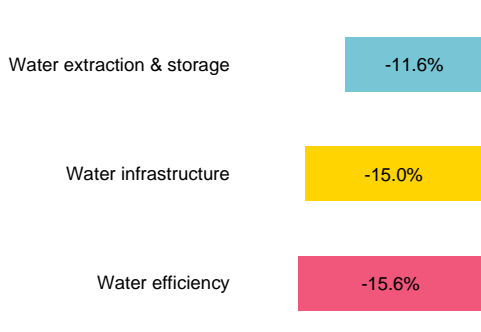 Water extraction & storage -11.6%
Water infrastructure -15.0%
Water efficiency -15.6%